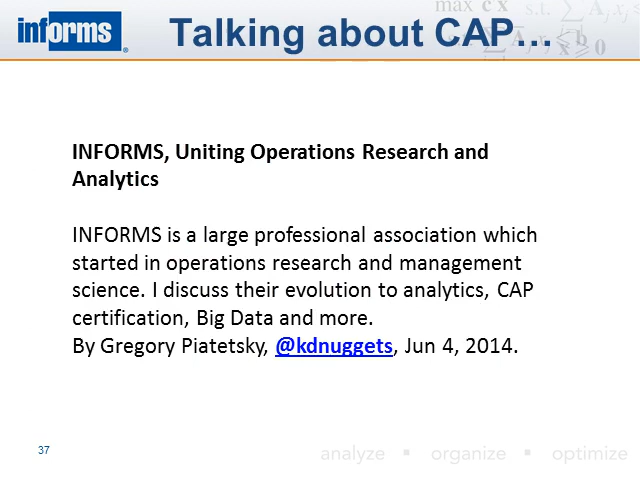 informs®
Talking about CAP...
INFORMS, Uniting Operations Research and
Analytics
INFORMS is a large professional association which
started in operations research and management
science. I discuss their evolution to analytics, CAP
certification, Big Data and more.
By Gregory Piatetsky, @kdnuggets, Jun 4, 2014.
37
analyze ▪ organize ▪ optimize